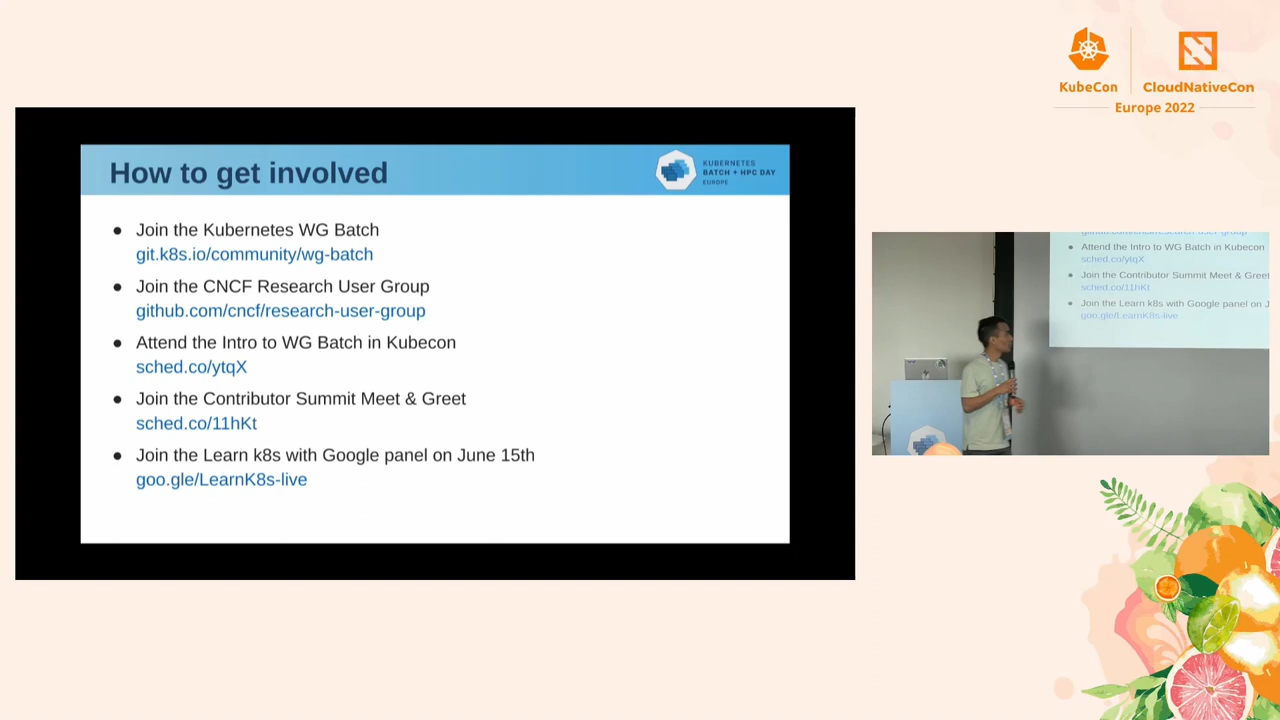 KubeCon
CloudNativeCon
Europe 2022
How to get involved
KUBERNETES
BATCH + HPC DAY
EUROPE
● Join the Kubernetes WG Batch
git.k8s.io/community/wg-batch
● Join the CNCF Research User Group
github.com/cncf/research-user-group
● Attend the Intro to WG Batch in Kubecon
sched.co/ytqX
● Join the Contributor Summit Meet & Greet
sched.co/11hKt
● Join the Learn k8s with Google panel on June 15th
goo.gle/LearnK8s-live
● Attend the Intro to WG Batch in Kubecon
sched.co/ytqX
● Join the Contributor Summit Meet & Greet
sched.co/11hKt
● Join the Learn k8s with Google panel on J
goo.gle/LearnK8s-live